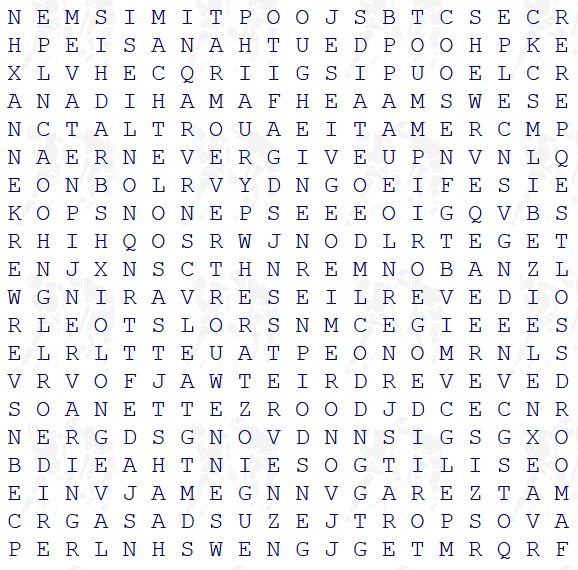 N E M S I M I T P O O J S B T C S E C R
H P E I S A N A H T U E D P O O H P K E
X L V H E C Q R I I G S I P U O E L C R
A N A D I H A M A F H E A A M S W E S E
N C T A L T R O U A E I T A M E R C M P
N A E R N E V E R G I V E U P N V N L Q
E O N B O L R V Y D N G O E I F E S I E
K O P S N O N E P S E E E O I G Q V B S
R H I H Q O S R W J N O D L R T E G E T
E N J X N S C T H N R E M N O B A N Z L
W G N I R A V R E S E I L R E V E D I O
R L E O T S L O R S N M C E G I E E E S
E L R L T T E U A T P E O N O M R N L S
V R V O F J A W T E I R D R E V E V E D
S O A N E T T E Z R O O D J D C E C N R
N E R G D S G N O V D N N S I G S G X O
B D I E A H T N I E S O G T I L I S E O
E I N V J A M E G N N V G A R E Z T A M
C R G A S A D S U Z E J T R O P S O V A
P E R L N H S W E N G J G E T M R Q R F